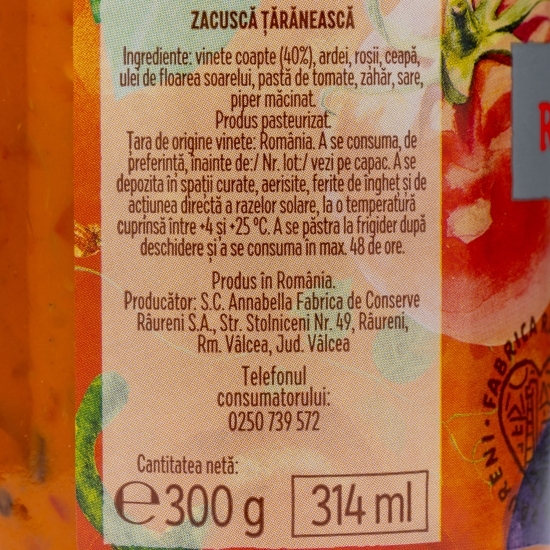 ZACUSCĂ ȚĂRĂNEASCĂ
Ingrediente: vinete coapte (40%), ardei, roșii, ceapă,
ulei de floarea soarelui, pastă de tomate, zahăr, sare,
piper măcinat.
Produs pasteurizat.
Țara de origine vinete: România. A se consuma, de
preferință, înainte de:/ Nr. lot:/ vezi pe capac. A se
depozita în spații curate, aerisite, ferite de îngheț și de
acțiunea directă a razelor solare, la o temperatură
cuprinsă între +4 și +25 °C. A se păstra la frigider după
deschidere și a se consuma în max. 48 de ore.
Produs în România.
Producător: S.C. Annabella Fabrica de Conserve
Râureni S.A., Str. Stolniceni Nr. 49, Râureni,
Rm. Vâlcea, Jud. Vâlcea
Telefonul
consumatorului:
0250 739 572
Cantitatea netă:
℮ 300 g
314 ml
R
RENI · FABRICA